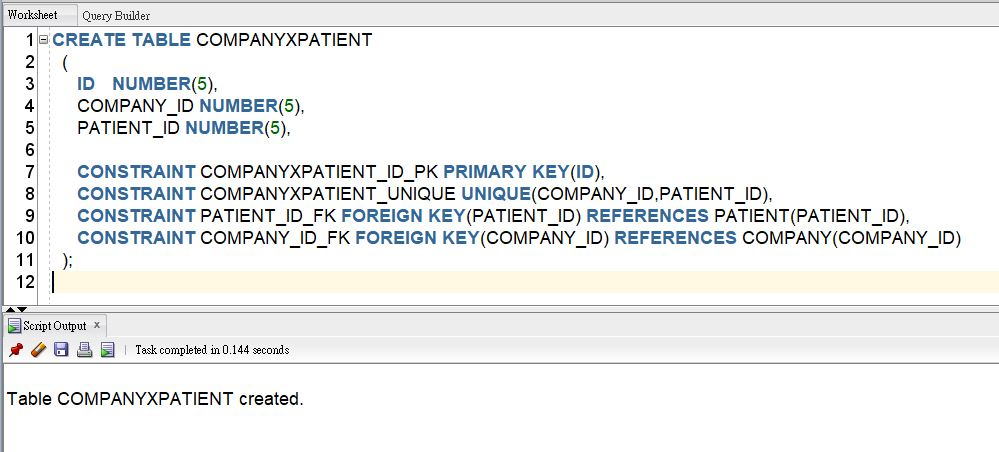 Worksheet Query Builder
1 CREATE TABLE COMPANYXPATIENT
2 (
3 ID NUMBER(5),
4 COMPANY_ID NUMBER(5),
5 PATIENT_ID NUMBER(5),
6
7 CONSTRAINT COMPANYXPATIENT_ID_PK PRIMARY KEY(ID),
8 CONSTRAINT COMPANYXPATIENT_UNIQUE UNIQUE(COMPANY_ID,PATIENT_ID),
9 CONSTRAINT PATIENT_ID_FK FOREIGN KEY(PATIENT_ID) REFERENCES PATIENT(PATIENT_ID),
10 CONSTRAINT COMPANY_ID_FK FOREIGN KEY(COMPANY_ID) REFERENCES COMPANY(COMPANY_ID)
11 );
12
Script Output x
Task completed in 0.144 seconds
Table COMPANYXPATIENT created.